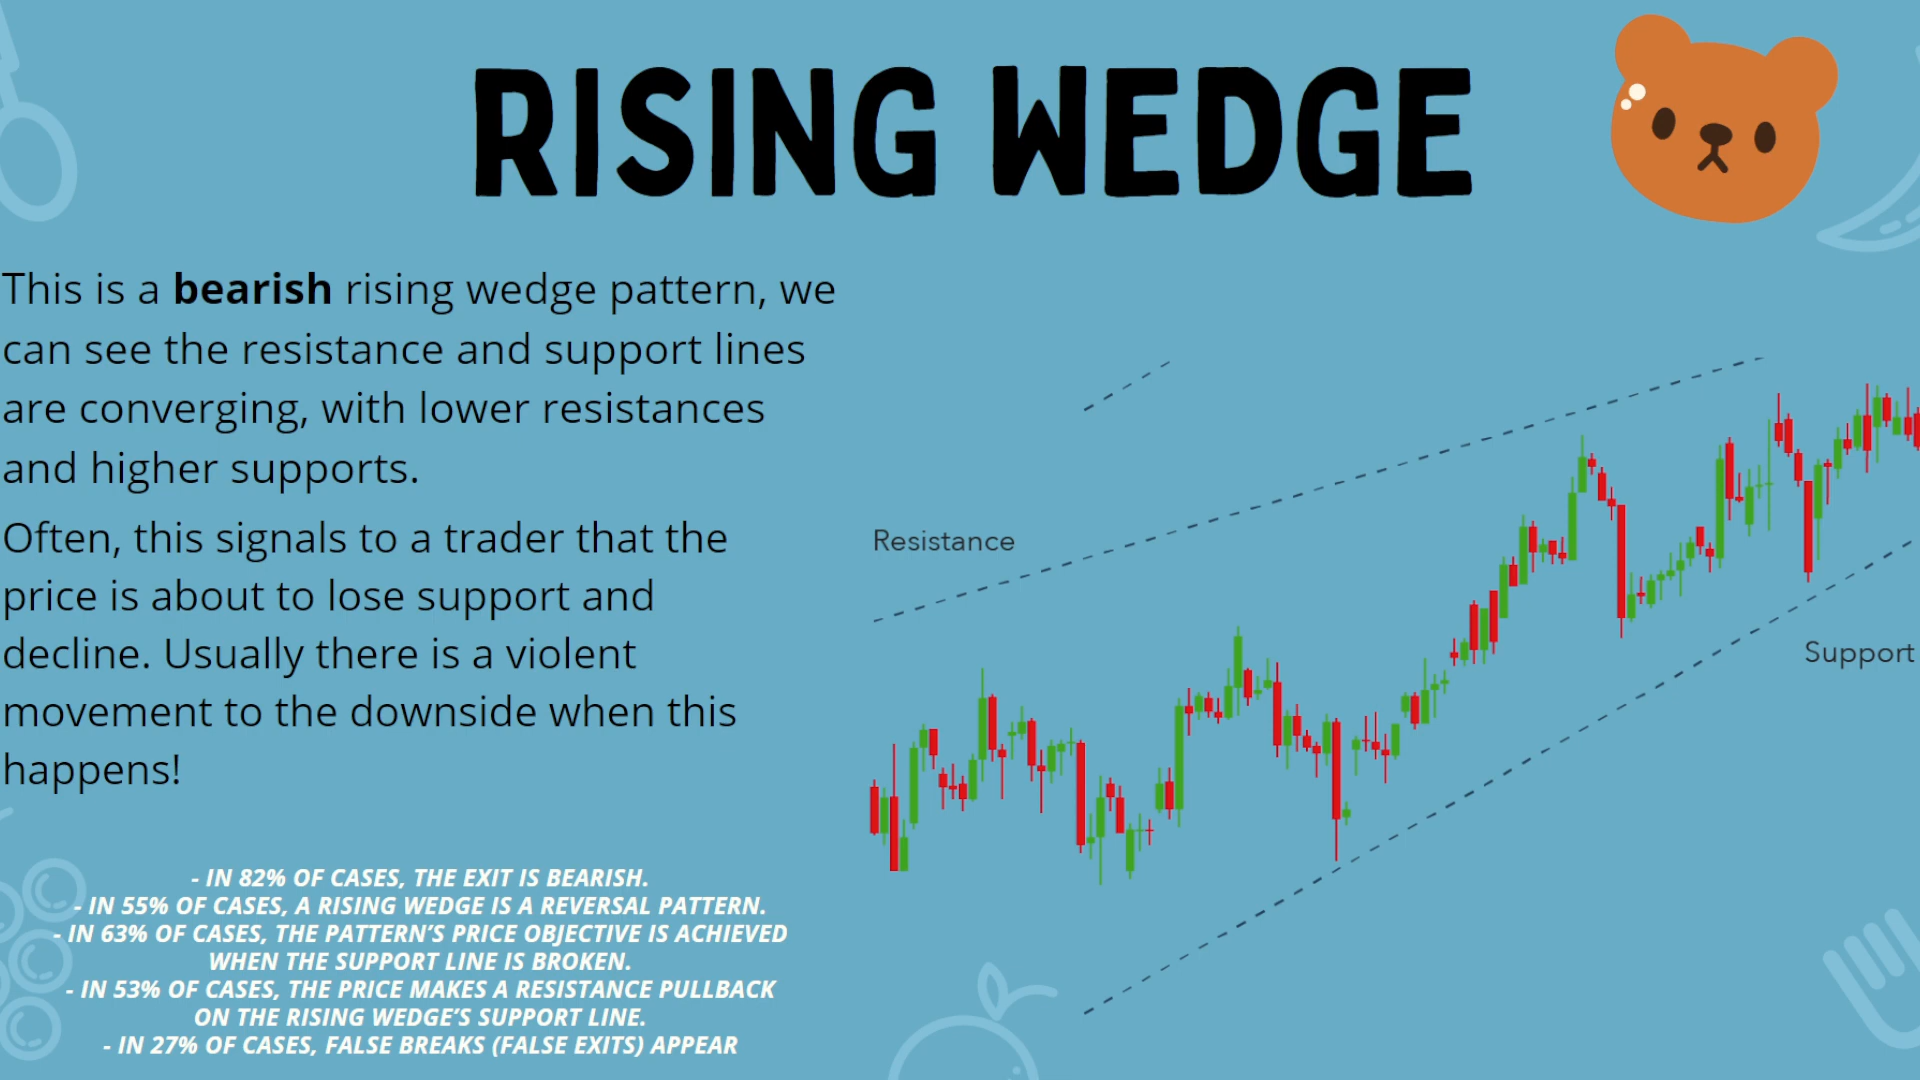 RISING WEDGE
This is a bearish rising wedge pattern, we
can see the resistance and support lines
are converging, with lower resistances
and higher supports.
Often, this signals to a trader that the
price is about to lose support and
decline. Usually there is a violent
movement to the downside when this
happens!
- IN 82% OF CASES, THE EXIT IS BEARISH.
- IN 55% OF CASES, A RISING WEDGE IS A REVERSAL PATTERN.
- IN 63% OF CASES, THE PATTERN’S PRICE OBJECTIVE IS ACHIEVED
WHEN THE SUPPORT LINE IS BROKEN.
- IN 53% OF CASES, THE PRICE MAKES A RESISTANCE PULLBACK
ON THE RISING WEDGE’S SUPPORT LINE.
- IN 27% OF CASES, FALSE BREAKS (FALSE EXITS) APPEAR
Resistance
Support